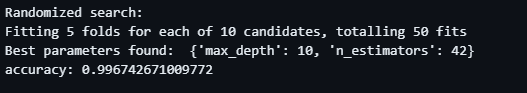 Randomized search:
Fitting 5 folds for each of 10 candidates, totalling 50 fits
Best parameters found:  {'max_depth': 10, 'n_estimators': 42}
accuracy: 0.996742671009772